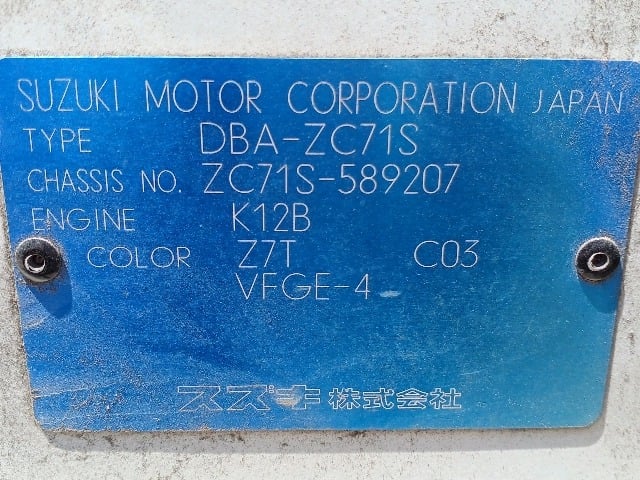 SUZUKI MOTOR CORPORATION JAPAN
TYPE DBA-ZC71S
CHASSIS NO. ZC71S-589207
ENGINE K12B
COLOR Z7T C03
VFGE-4
スズキ株式会社